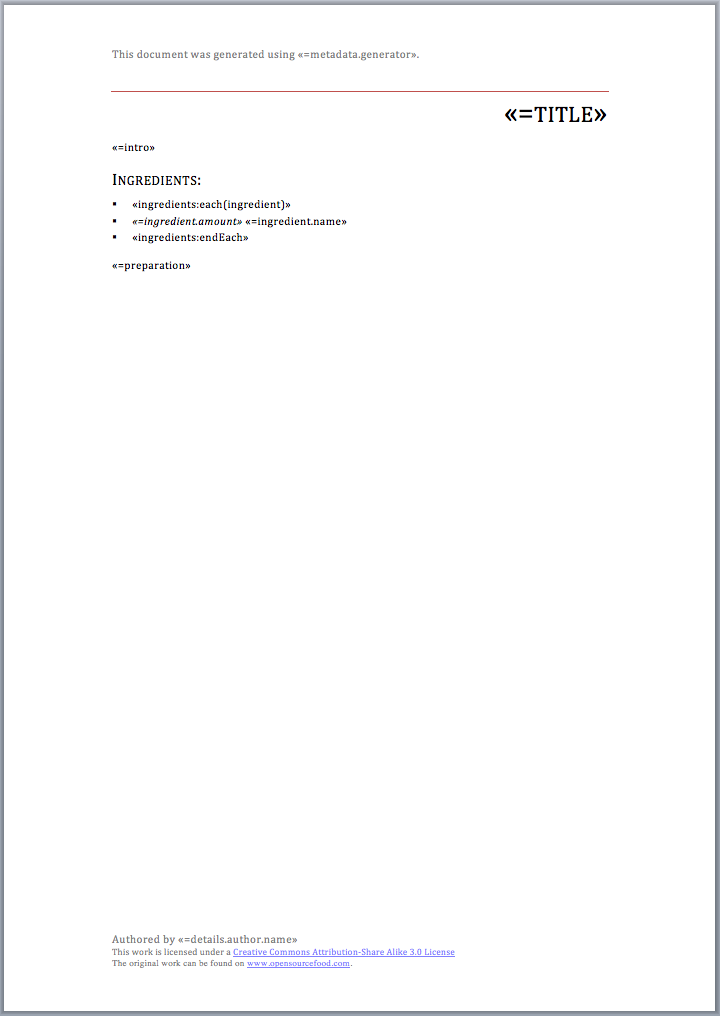 This document was generated using «=metadata.generator».
«=TITLE»
«=intro»
INGREDIENTS:
▪ «ingredients:each(ingredient)»
▪ «=ingredient.amount» «=ingredient.name»
▪ «ingredients:endEach»
«=preparation»
Authored by «=details.author.name»
This work is licensed under a Creative Commons Attribution-Share Alike 3.0 License
The original work can be found on www.opensourcefood.com.